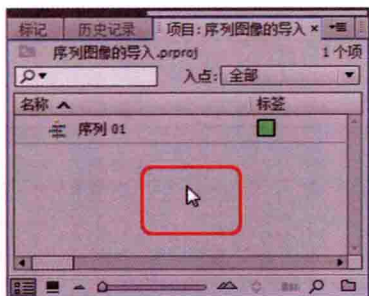 标记 历史记录 项目: 序列图像的导入 ×
序列图像的导入.prproj 1 个项
入点: 全部
名称 标签
序列 01